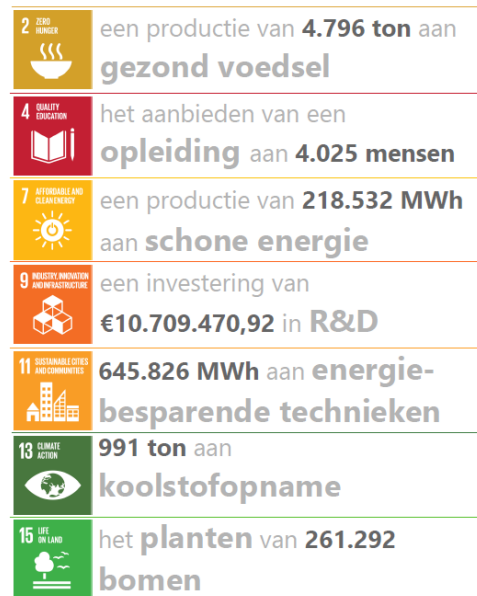 2 ZERO HUNGER
een productie van 4.796 ton aan
gezond voedsel
4 QUALITY EDUCATION
het aanbieden van een
opleiding aan 4.025 mensen
7 AFFORDABLE AND CLEAN ENERGY
een productie van 218.532 MWh
aan schone energie
9 INDUSTRY, INNOVATION AND INFRASTRUCTURE
een investering van
€10.709.470,92 in R&D
11 SUSTAINABLE CITIES AND COMMUNITIES
645.826 MWh aan energie-
besparende technieken
13 CLIMATE ACTION
991 ton aan
koolstofopname
15 LIFE ON LAND
het planten van 261.292
bomen